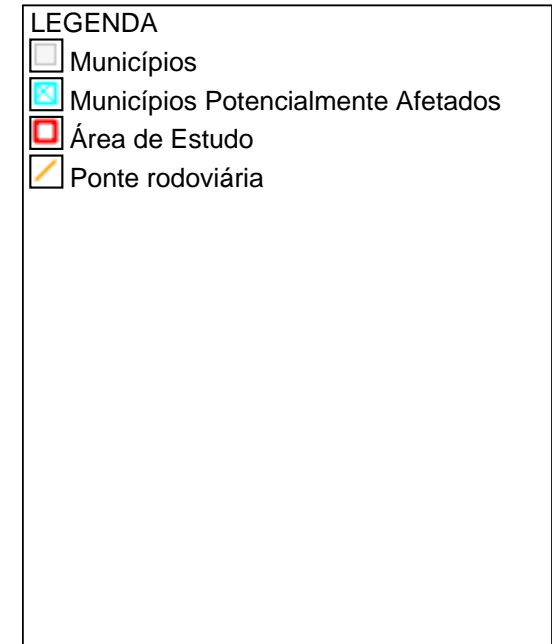 LEGENDA
Municípios
Municípios Potencialmente Afetados
Área de Estudo
Ponte rodoviária